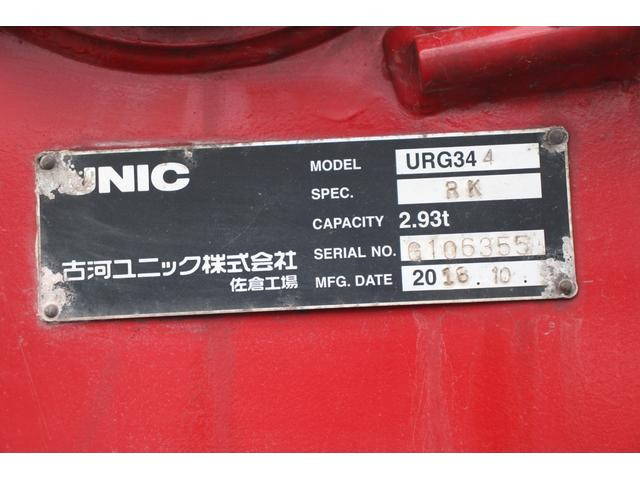 UNIC
古河ユニック株式会社
佐倉工場
MODEL URG344
SPEC. RK
CAPACITY 2.93t
SERIAL NO. G106355
MFG. DATE 2016.10.